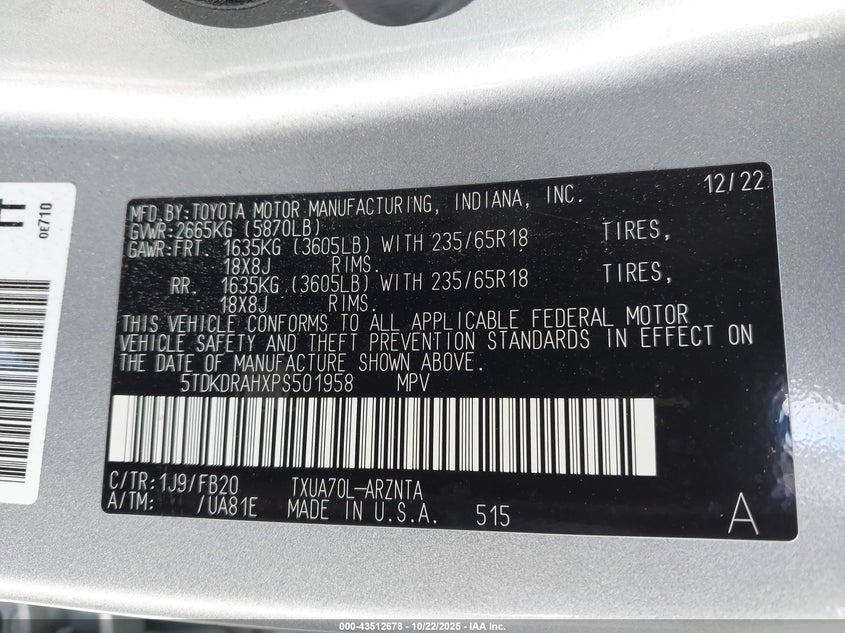 12/22
MFD.BY:TOYOTA MOTOR MANUFACTURING, INDIANA, INC.
GVWR:2665KG (5870LB)
GAWR-FRT. 1635KG (3605LB) WITH 235/65R18 TIRES,
18X8J RIMS.
RR. 1635KG (3605LB) WITH 235/65R18 TIRES,
18X8J RIMS.
THIS VEHICLE CONFORMS TO ALL APPLICABLE FEDERAL MOTOR
VEHICLE SAFETY AND THEFT PREVENTION STANDARDS IN EFFECT ON
THE DATE OF MANUFACTURE SHOWN ABOVE.
5TDKDRAHXPS501958 MPV
C/TR:1J9/FB20 TXUA70L-ARZNTA
A/TM: /UA81E MADE IN U.S.A. 515 A
0E710
000-43512678 - 10/22/2025 - IAA Inc.